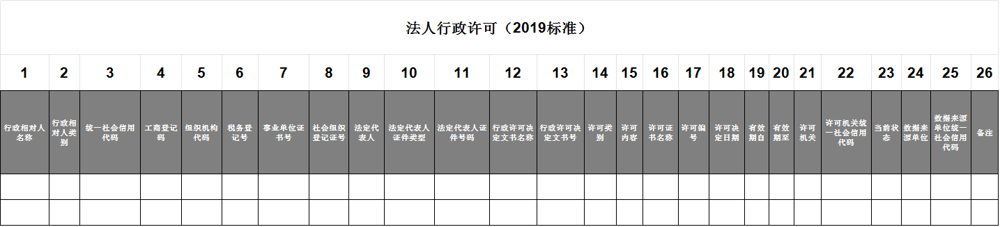 法人行政许可（2019标准）
1 2 3 4 5 6 7 8 9 10 11 12 13 14 15 16 17 18 19 20 21 22 23 24 25 26
行政相对人
名称
行政相
对人类
别
统一社会信用
代码
工商登记
码
组织机构
代码
税务登
记号
事业单位证
书号
社会组织
登记证号
法定代
表人
法定代表人
证件类型
法定代表人证
件号码
行政许可决
定文书名称
行政许可决
定文书号
许可类
别
许可
内容
许可证
书名称
许可编
号
许可决
定日期
有效
期自
有效
期至
许可
机关
许可机关统
一社会信用
代码
当前状
态
数据来
源单位
数据来源
单位统一
社会信用
代码
备注